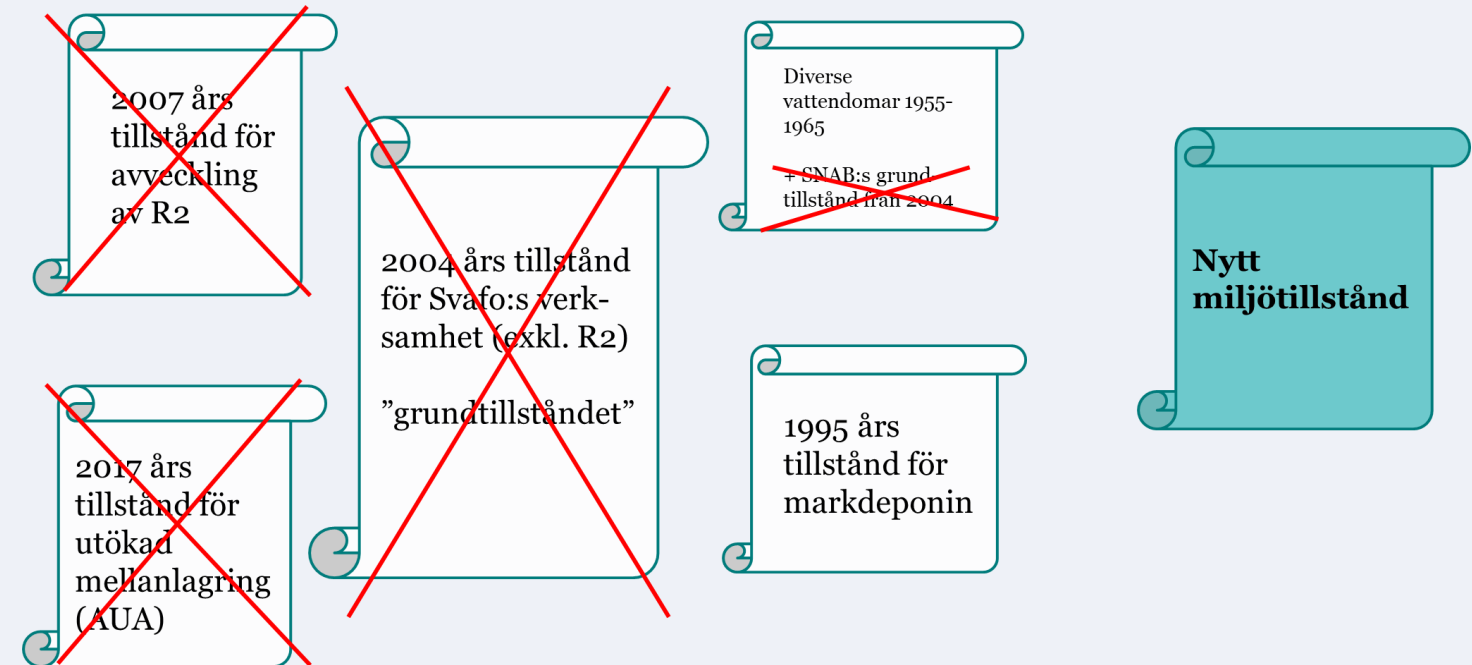 2007 års
tillstånd för
avveckling
av R2
2017 års
tillstånd för
utökad
mellanlagring
(AUA)
2004 års tillstånd
för Svafo:s verk-
samhet (exkl. R2)
”grundtillståndet”
Diverse
vattendomar 1955-
1965
+ SNAB:s grund-
tillstånd från 2004
1995 års
tillstånd för
markdeponin
Nytt
miljötillstånd